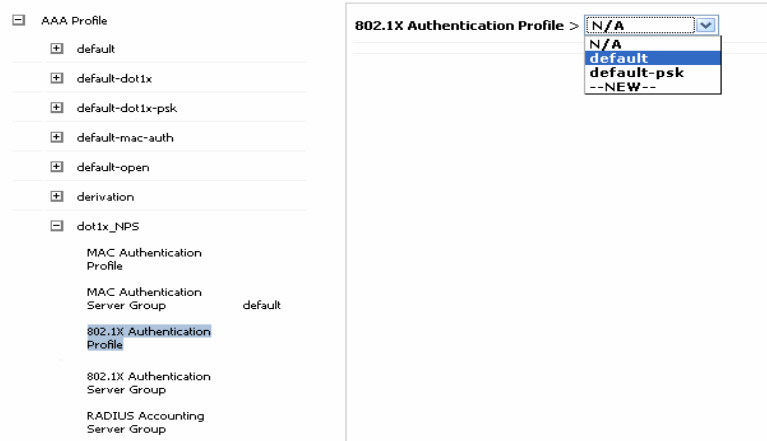 AAA Profile
default
default-dot1x
default-dot1x-psk
default-mac-auth
default-open
derivation
dot1x_NPS
MAC Authentication
Profile
MAC Authentication
Server Group default
802.1X Authentication
Profile
802.1X Authentication
Server Group
RADIUS Accounting
Server Group
802.1X Authentication Profile > N/A
N/A
default
default-psk
--NEW--